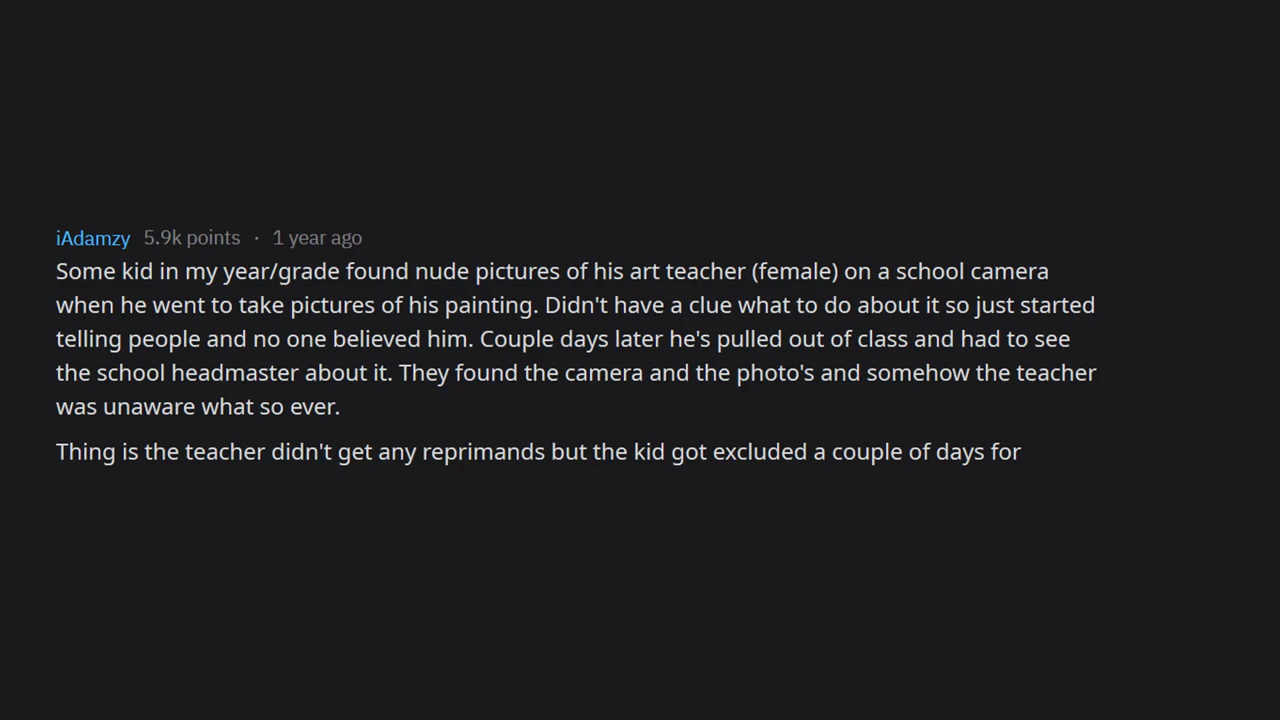 iAdamzy 5.9k points · 1 year ago
Some kid in my year/grade found nude pictures of his art teacher (female) on a school camera
when he went to take pictures of his painting. Didn't have a clue what to do about it so just started
telling people and no one believed him. Couple days later he's pulled out of class and had to see
the school headmaster about it. They found the camera and the photo's and somehow the teacher
was unaware what so ever.
Thing is the teacher didn't get any reprimands but the kid got excluded a couple of days for